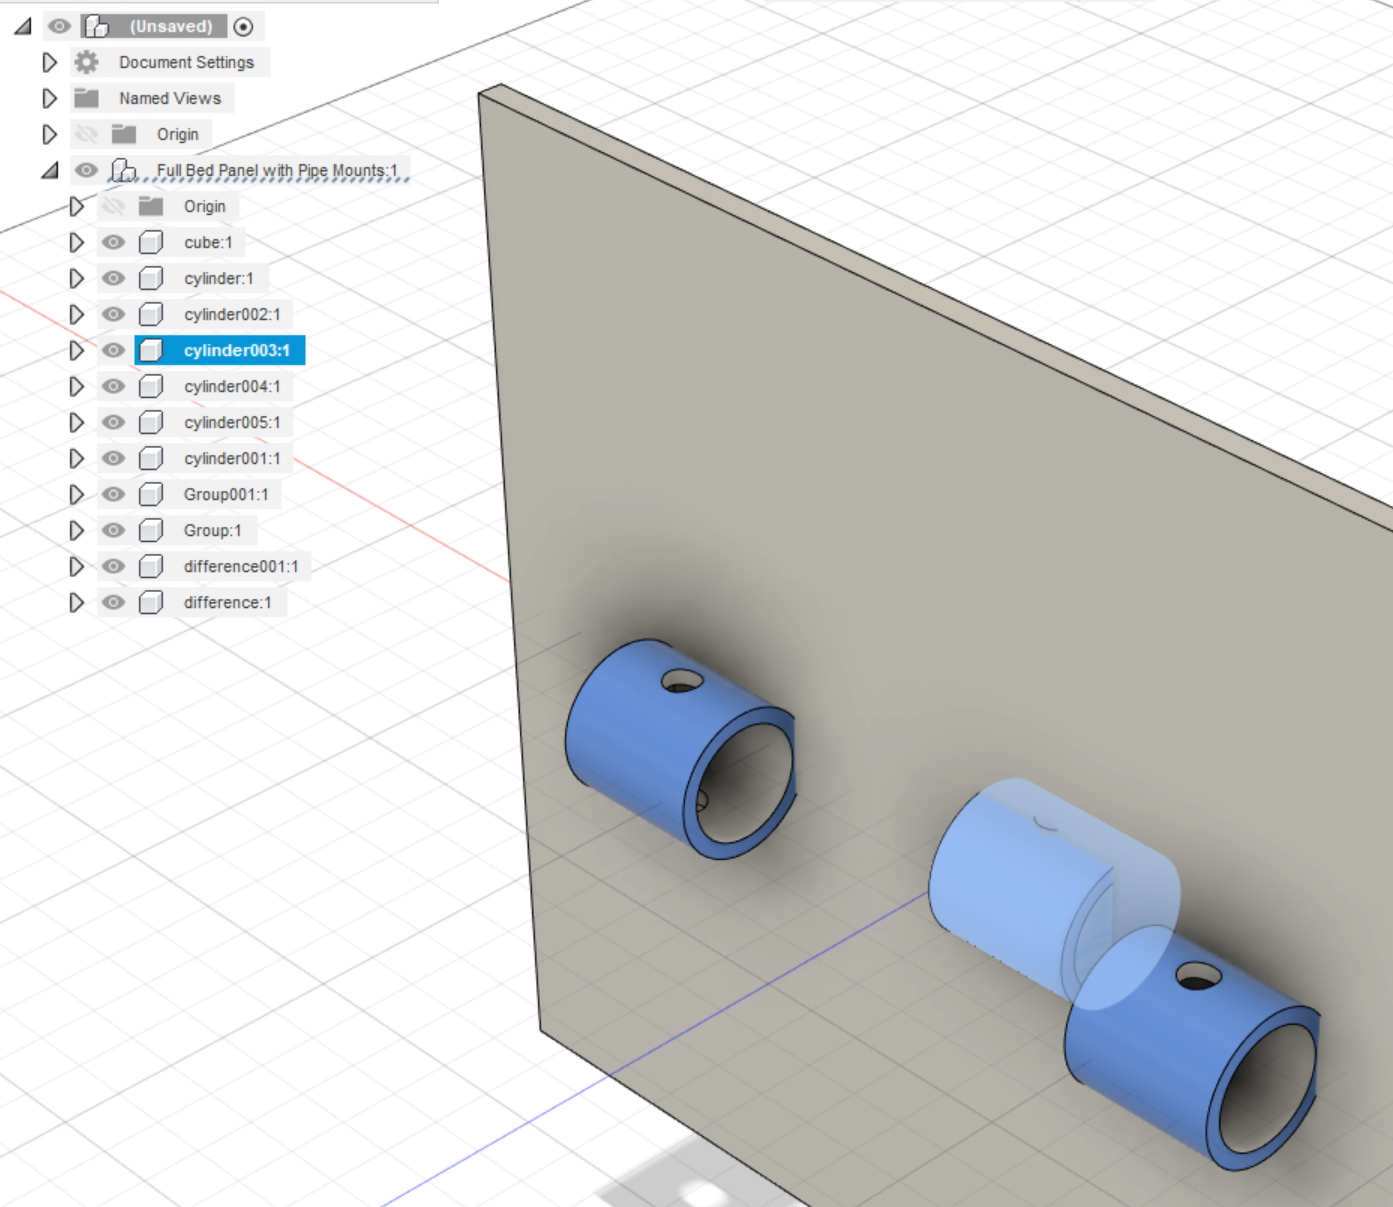 (Unsaved)
Document Settings
Named Views
Origin
Full Bed Panel with Pipe Mounts:1
Origin
cube:1
cylinder:1
cylinder002:1
cylinder003:1
cylinder004:1
cylinder005:1
cylinder001:1
Group001:1
Group:1
difference001:1
difference:1